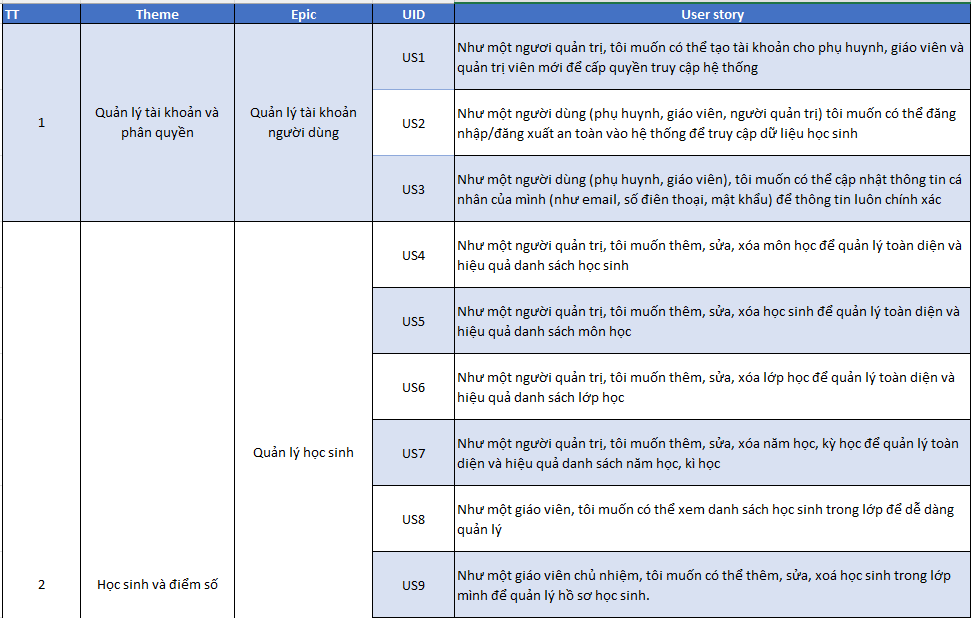 TT Theme Epic UID User story
1
Quản lý tài khoản và
phân quyền
Quản lý tài khoản
người dùng
US1
Như một ngươi quản trị, tôi muốn có thể tạo tài khoản cho phụ huynh, giáo viên và
quản trị viên mới để cấp quyền truy cập hệ thống
US2
Như một người dùng (phụ huynh, giáo viên, người quản trị) tôi muốn có thể đăng
nhập/đăng xuất an toàn vào hệ thống để truy cập dữ liệu học sinh
US3
Như một người dùng (phụ huynh, giáo viên), tôi muốn có thể cập nhật thông tin cá
nhân của mình (như email, số điên thoại, mật khẩu) để thông tin luôn chính xác
2
Học sinh và điểm số
Quản lý học sinh
US4
Như một người quản trị, tôi muốn thêm, sửa, xóa môn học để quản lý toàn diện và
hiệu quả danh sách học sinh
US5
Như một người quản trị, tôi muốn thêm, sửa, xóa học sinh để quản lý toàn diện và
hiệu quả danh sách môn học
US6
Như một người quản trị, tôi muốn thêm, sửa, xóa lớp học để quản lý toàn diện và
hiệu quả danh sách lớp học
US7
Như một người quản trị, tôi muốn thêm, sửa, xóa năm học, kỳ học để quản lý toàn
diện và hiệu quả danh sách năm học, kì học
US8
Như một giáo viên, tôi muốn có thể xem danh sách học sinh trong lớp để dễ dàng
quản lý
US9
Như một giáo viên chủ nhiệm, tôi muốn có thể thêm, sửa, xoá học sinh trong lớp
mình để quản lý hồ sơ học sinh.